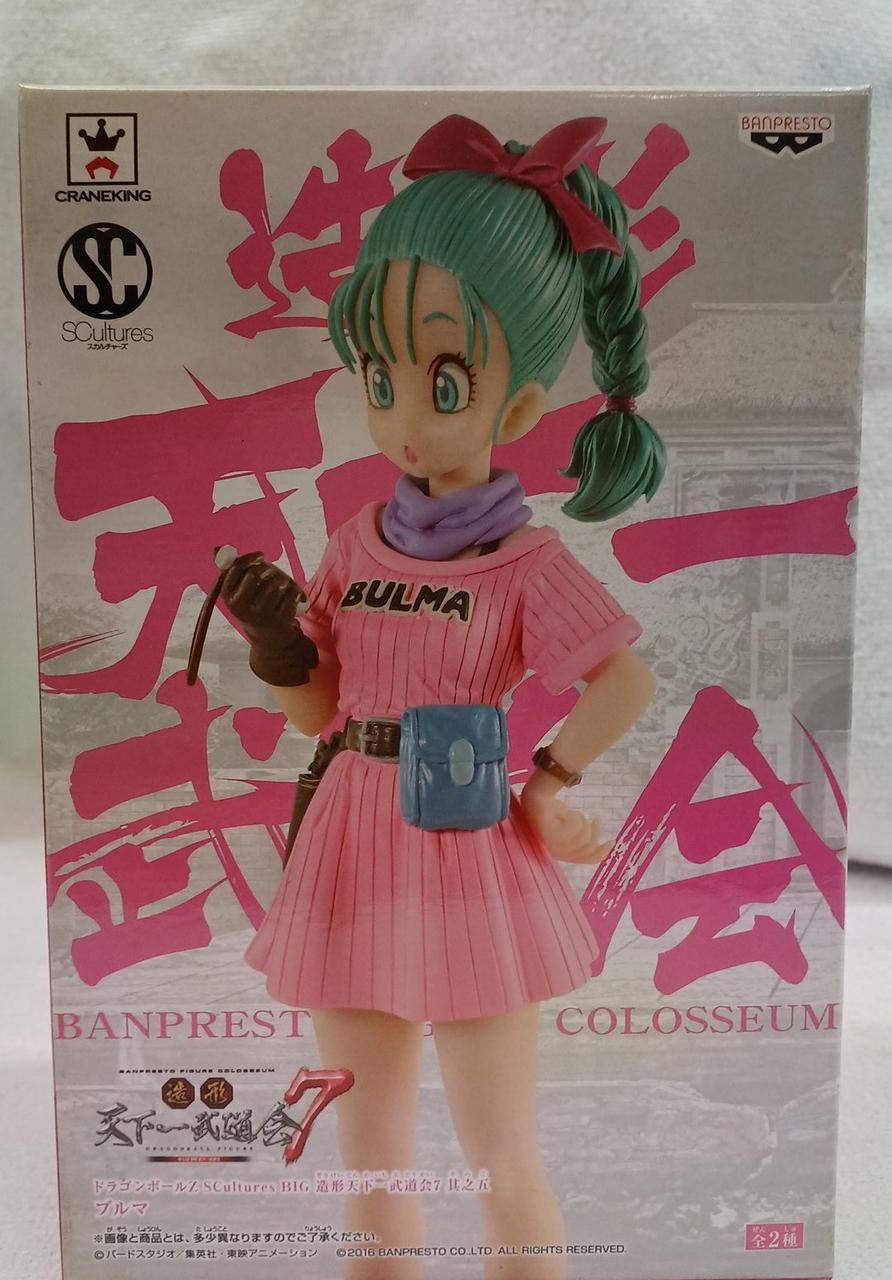 CRANEKING
BANPRESTO
SC
SCultures
スカルチャーズ
造形
天下一
武道会
BULMA
BANPREST
COLOSSEUM
BANPRESTO FIGURE COLOSSEUM
造形
天下一武道会7
DRAGONBALL FIGURE
ドラゴンボールZ SCultures BIG 造形天下一武道会7 其之五
ブルマ
※画像と商品とは、多少異なりますのでご了承ください。
©バードスタジオ/集英社・東映アニメーション ©2016 BANPRESTO CO.,LTD. ALL RIGHTS RESERVED.
全2種